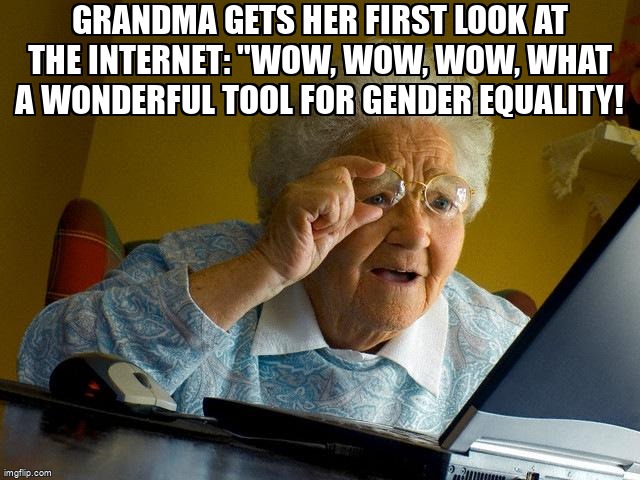 GRANDMA GETS HER FIRST LOOK AT
THE INTERNET: "WOW, WOW, WOW, WHAT
A WONDERFUL TOOL FOR GENDER EQUALITY!
imgflip.com